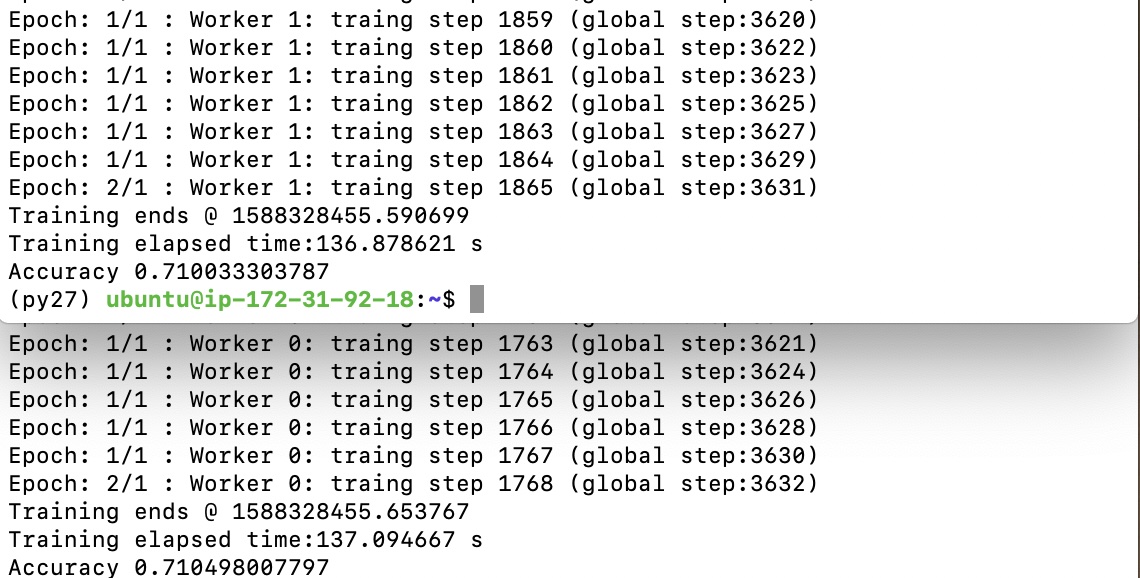 Epoch: 1/1 : Worker 1: traing step 1859 (global step:3620)
Epoch: 1/1 : Worker 1: traing step 1860 (global step:3622)
Epoch: 1/1 : Worker 1: traing step 1861 (global step:3623)
Epoch: 1/1 : Worker 1: traing step 1862 (global step:3625)
Epoch: 1/1 : Worker 1: traing step 1863 (global step:3627)
Epoch: 1/1 : Worker 1: traing step 1864 (global step:3629)
Epoch: 2/1 : Worker 1: traing step 1865 (global step:3631)
Training ends @ 1588328455.590699
Training elapsed time:136.878621 s
Accuracy 0.710033303787
(py27) ubuntu@ip-172-31-92-18:~$
Epoch: 1/1 : Worker 0: traing step 1763 (global step:3621)
Epoch: 1/1 : Worker 0: traing step 1764 (global step:3624)
Epoch: 1/1 : Worker 0: traing step 1765 (global step:3626)
Epoch: 1/1 : Worker 0: traing step 1766 (global step:3628)
Epoch: 1/1 : Worker 0: traing step 1767 (global step:3630)
Epoch: 2/1 : Worker 0: traing step 1768 (global step:3632)
Training ends @ 1588328455.653767
Training elapsed time:137.094667 s
Accuracy 0.710498007797